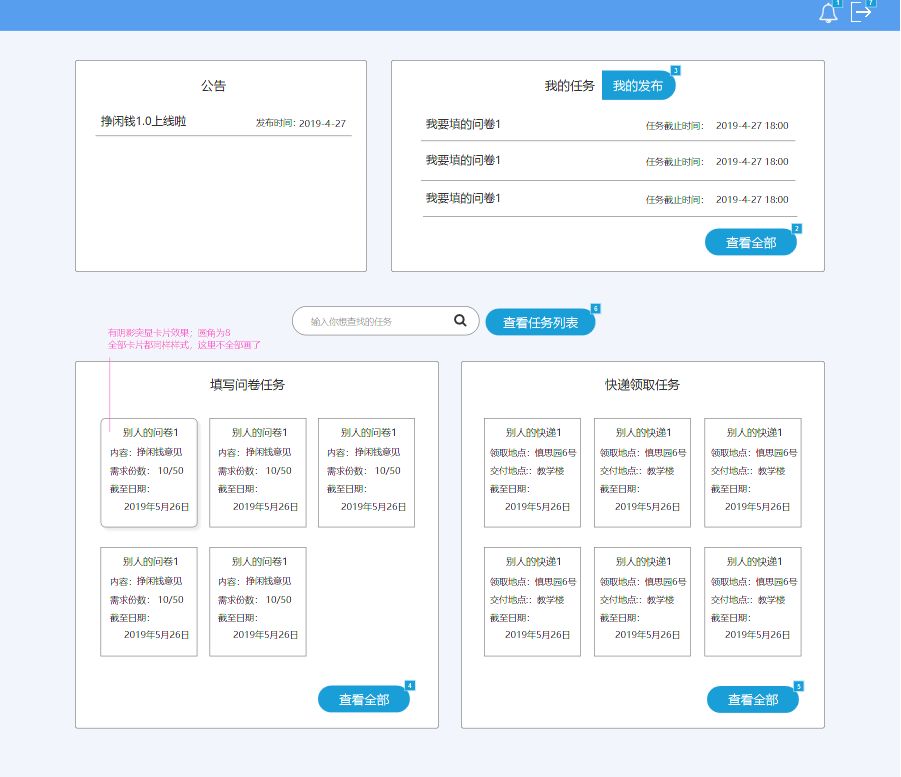 1
7
公告
挣闲钱1.0上线啦 发布时间：2019-4-27
我的任务 我的发布 3
我要填的问卷1 任务截止时间： 2019-4-27 18:00
我要填的问卷1 任务截止时间： 2019-4-27 18:00
我要填的问卷1 任务截止时间： 2019-4-27 18:00
查看全部 2
输入你想查找的任务
查看任务列表 6
有阴影突显卡片效果；圆角为8
全部卡片都同样样式，这里不全部画了
填写问卷任务
别人的问卷1
内容：挣闲钱意见
需求份数： 10/50
截至日期：
2019年5月26日
别人的问卷1
内容：挣闲钱意见
需求份数： 10/50
截至日期：
2019年5月26日
别人的问卷1
内容：挣闲钱意见
需求份数： 10/50
截至日期：
2019年5月26日
别人的问卷1
内容：挣闲钱意见
需求份数： 10/50
截至日期：
2019年5月26日
别人的问卷1
内容：挣闲钱意见
需求份数： 10/50
截至日期：
2019年5月26日
查看全部 4
快递领取任务
别人的快递1
领取地点：慎思园6号
交付地点:：教学楼
截至日期：
2019年5月26日
别人的快递1
领取地点：慎思园6号
交付地点:：教学楼
截至日期：
2019年5月26日
别人的快递1
领取地点：慎思园6号
交付地点:：教学楼
截至日期：
2019年5月26日
别人的快递1
领取地点：慎思园6号
交付地点:：教学楼
截至日期：
2019年5月26日
别人的快递1
领取地点：慎思园6号
交付地点:：教学楼
截至日期：
2019年5月26日
别人的快递1
领取地点：慎思园6号
交付地点:：教学楼
截至日期：
2019年5月26日
查看全部 5